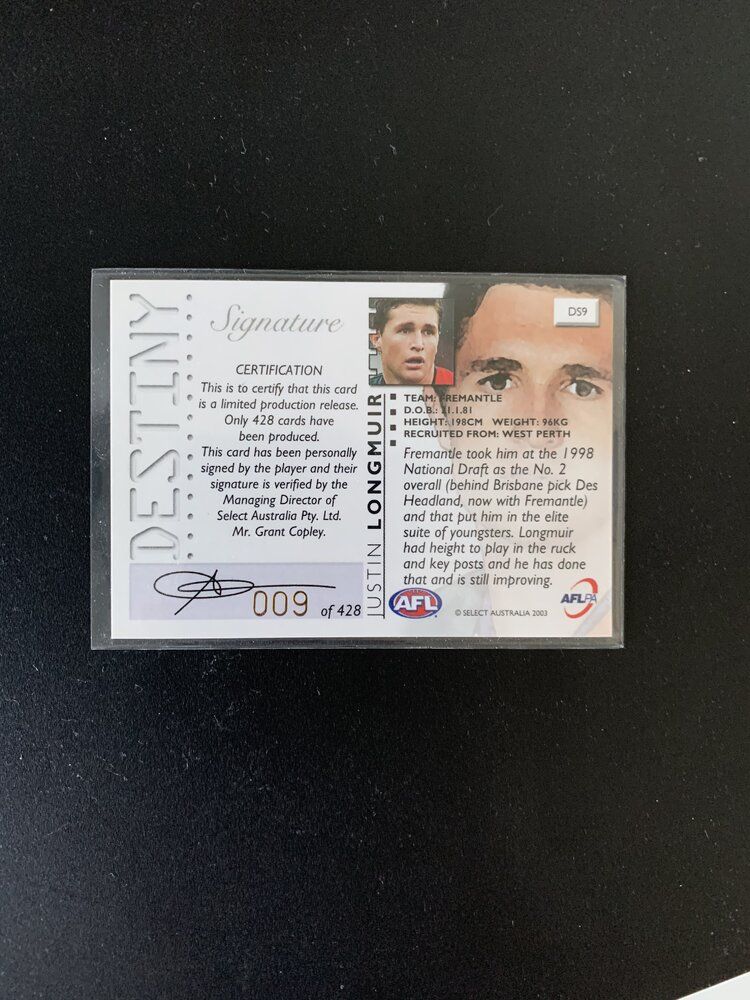 DESTINY
Signature
CERTIFICATION
This is to certify that this card
is a limited production release.
Only 428 cards have
been produced.
This card has been personally
signed by the player and their
signature is verified by the
Managing Director of
Select Australia Pty. Ltd.
Mr. Grant Copley.
009 of 428
JUSTIN LONGMUIR
DS9
TEAM: FREMANTLE
D.O.B.: 21.1.81
HEIGHT: 198CM WEIGHT: 96KG
RECRUITED FROM: WEST PERTH
Fremantle took him at the 1998
National Draft as the No. 2
overall (behind Brisbane pick Des
Headland, now with Fremantle)
and that put him in the elite
suite of youngsters. Longmuir
had height to play in the ruck
and key posts and he has done
that and is still improving.
AFL
© SELECT AUSTRALIA 2003
AFLPA